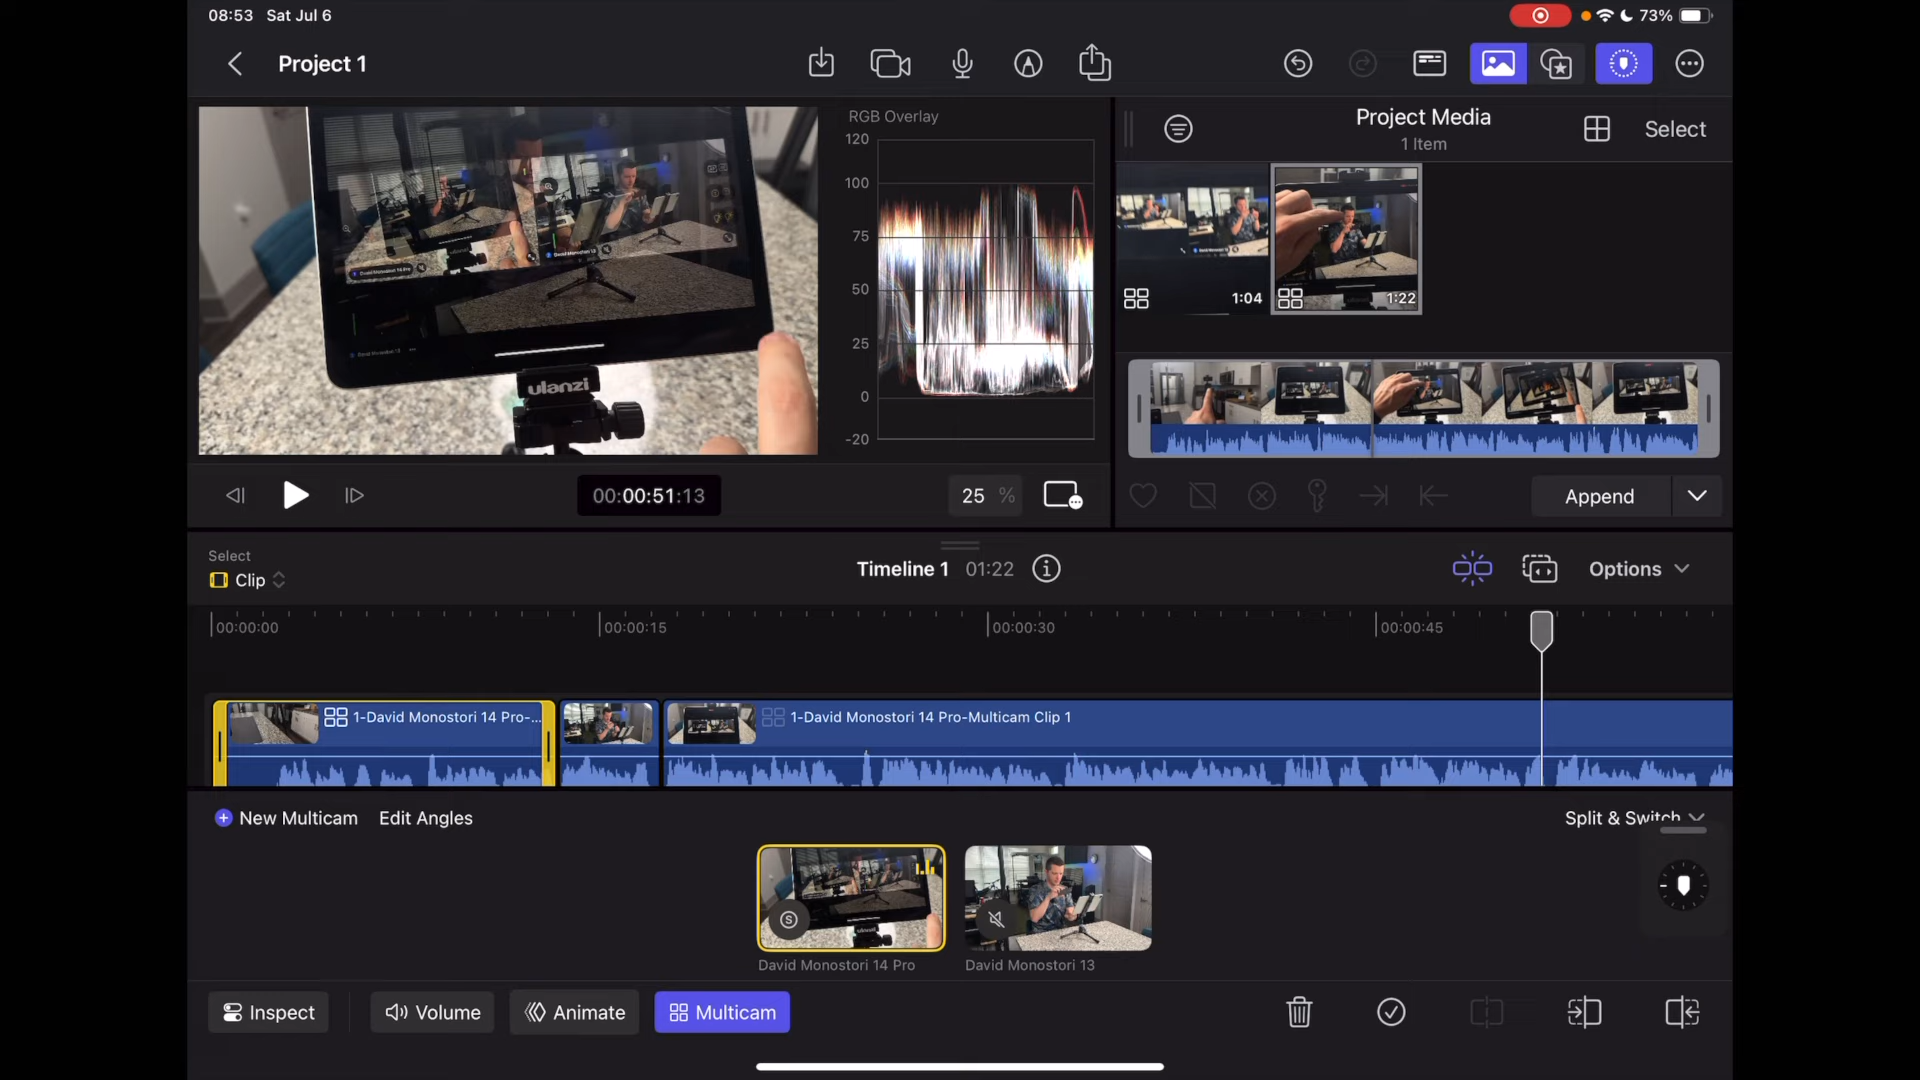 08:53 Sat Jul 6
73%
Project 1
RGB Overlay
120
100
75
50
25
0
-20
ulanzi
Project Media
1 Item
Select
1:04
1:22
00:00:51:13
25 %
Append
Select
Clip
Timeline 1 01:22
Options
00:00:00
00:00:15
00:00:30
00:00:45
1-David Monostori 14 Pro-...
1-David Monostori 14 Pro-Multicam Clip 1
New Multicam
Edit Angles
Split & Switch
S
David Monostori 14 Pro
David Monostori 13
Inspect
Volume
Animate
Multicam